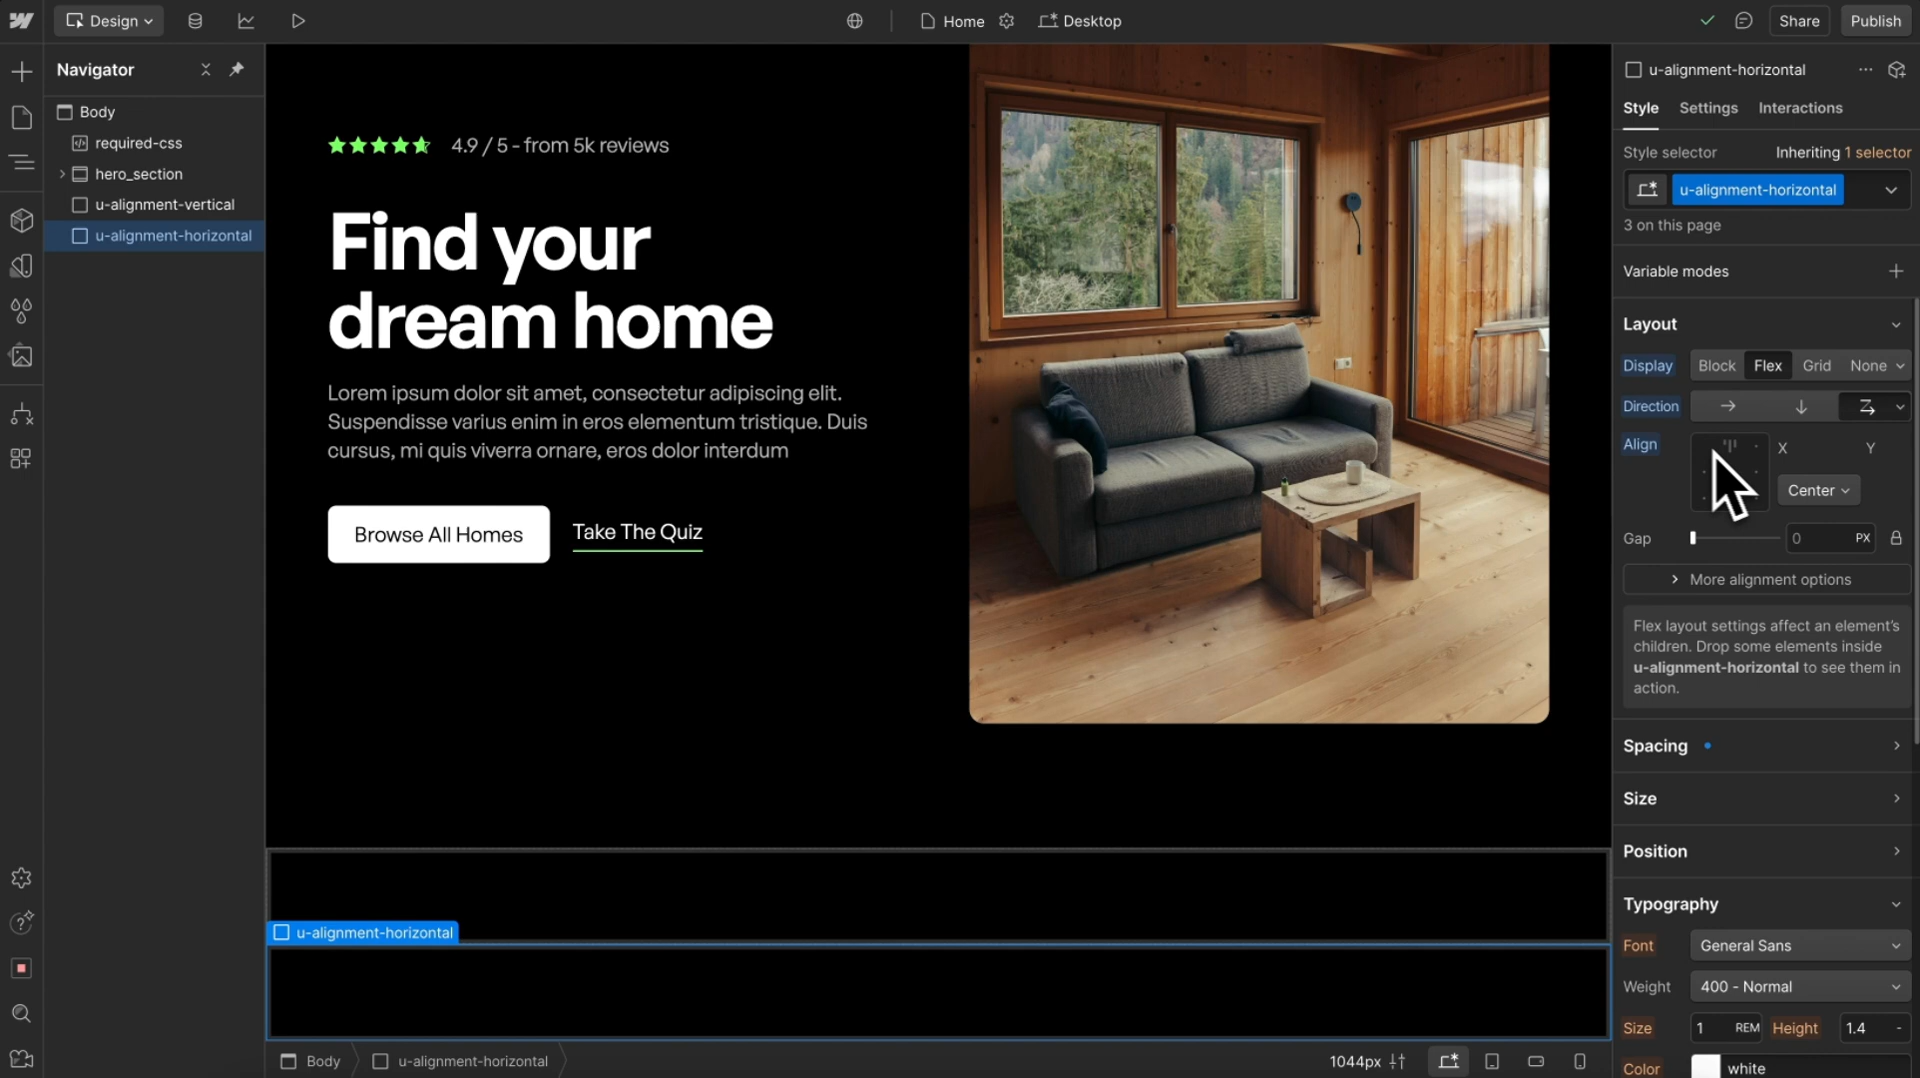 Design
Home
Desktop
Share
Publish
Navigator
Body
required-css
hero_section
u-alignment-vertical
u-alignment-horizontal
4.9 / 5 - from 5k reviews
Find your
dream home
Lorem ipsum dolor sit amet, consectetur adipiscing elit.
Suspendisse varius enim in eros elementum tristique. Duis
cursus, mi quis viverra ornare, eros dolor interdum
Browse All Homes
Take The Quiz
u-alignment-horizontal
Body
u-alignment-horizontal
1044px
u-alignment-horizontal
Style
Settings
Interactions
Style selector
Inheriting 1 selector
u-alignment-horizontal
3 on this page
Variable modes
Layout
Display
Block
Flex
Grid
None
Direction
Align
X
Y
Center
Gap
0
PX
More alignment options
Flex layout settings affect an element's
children. Drop some elements inside
u-alignment-horizontal to see them in
action.
Spacing
Size
Position
Typography
Font
General Sans
Weight
400 - Normal
Size
1
REM
Height
1.4
-
Color
white